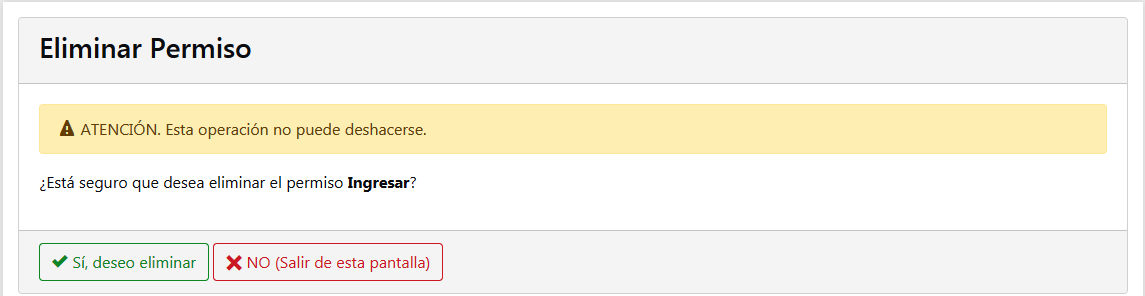 Eliminar Permiso
ATENCIÓN. Esta operación no puede deshacerse.
¿Está seguro que desea eliminar el permiso Ingresar?
Sí, deseo eliminar
NO (Salir de esta pantalla)